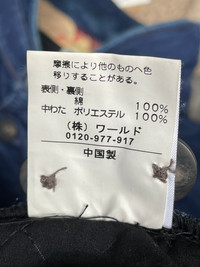 摩擦により他のものへ色
移りすることがある。
表側・裏側
綿 100%
中わた ポリエステル 100%
(株)ワールド
0120-977-917
中国製